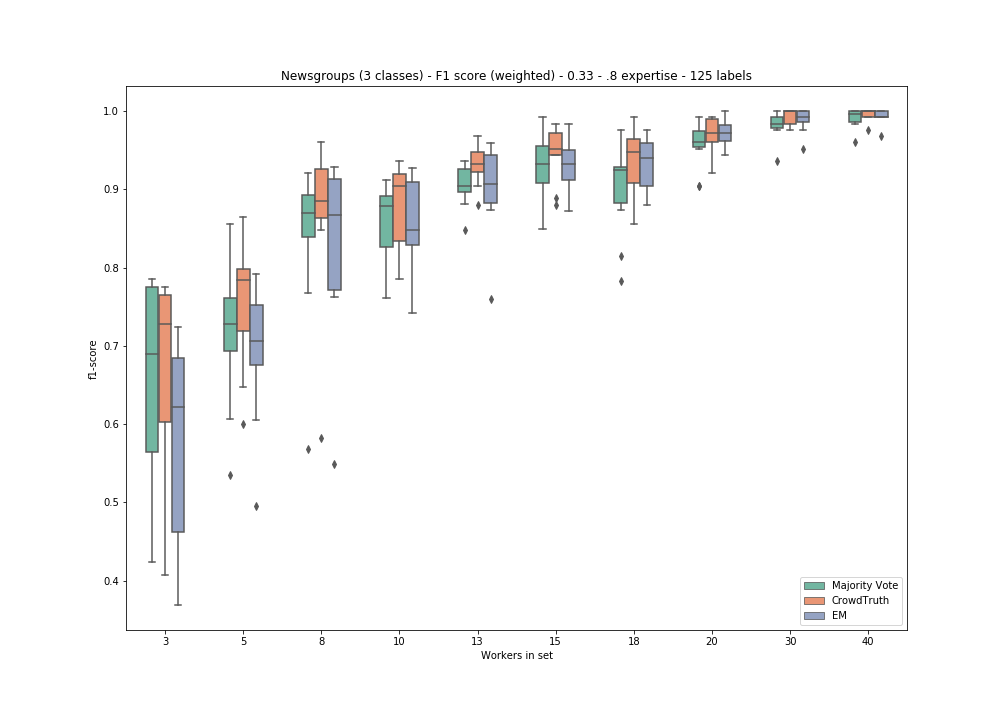 Newsgroups (3 classes) - F1 score (weighted) - 0.33 - .8 expertise - 125 labels
1.0
0.9
0.8
0.7
0.6
0.5
0.4
f1-score
3 5 8 10 13 15 18 20 30 40
Workers in set
Majority Vote
CrowdTruth
EM